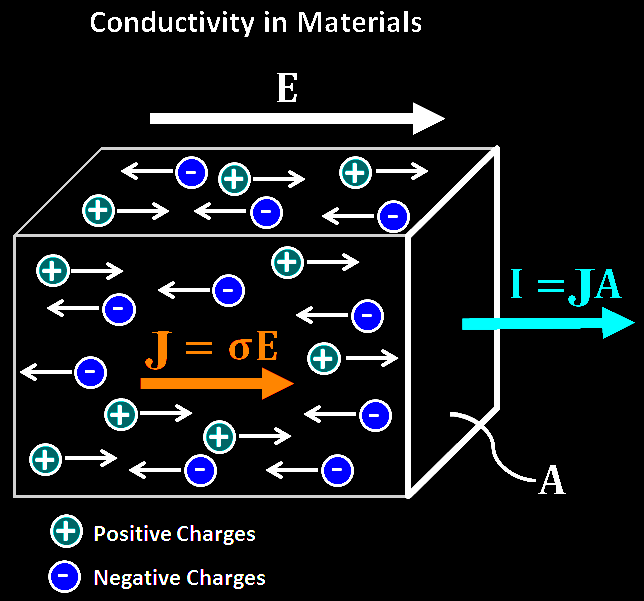 Conductivity in Materials
E
I = JA
J = σE
A
Positive Charges
Negative Charges